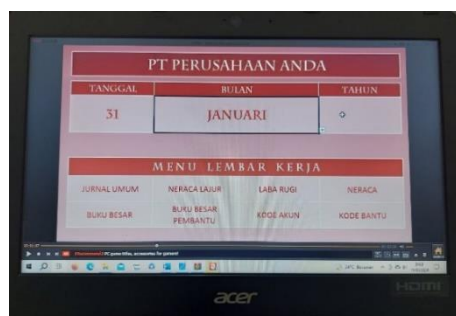 PT PERUSAHAAN ANDA
TANGGAL BULAN TAHUN
31 JANUARI
MENU LEMBAR KERJA
JURNAL UMUM NERACA LAJUR LABA RUGI NERACA
BUKU BESAR BUKU BESAR PEMBANTU KODE AKUN KODE BANTU
acer
HDMI